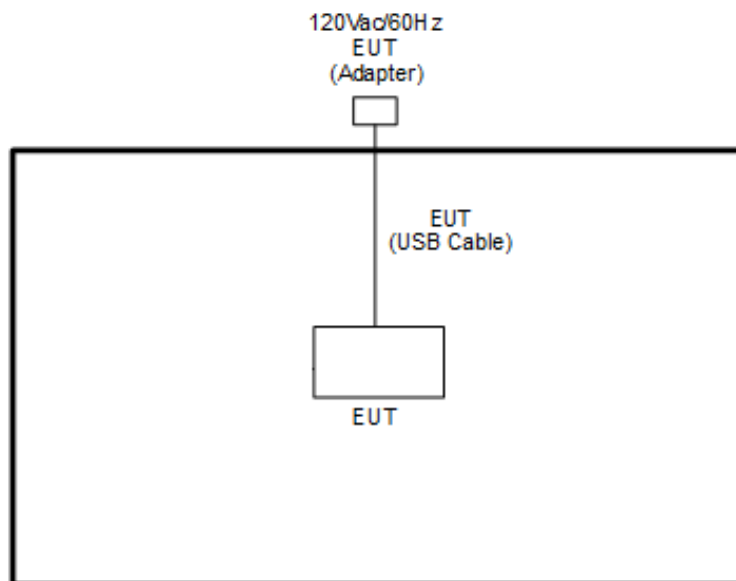 120Vac/60Hz
EUT
(Adapter)
EUT
(USB Cable)
EUT